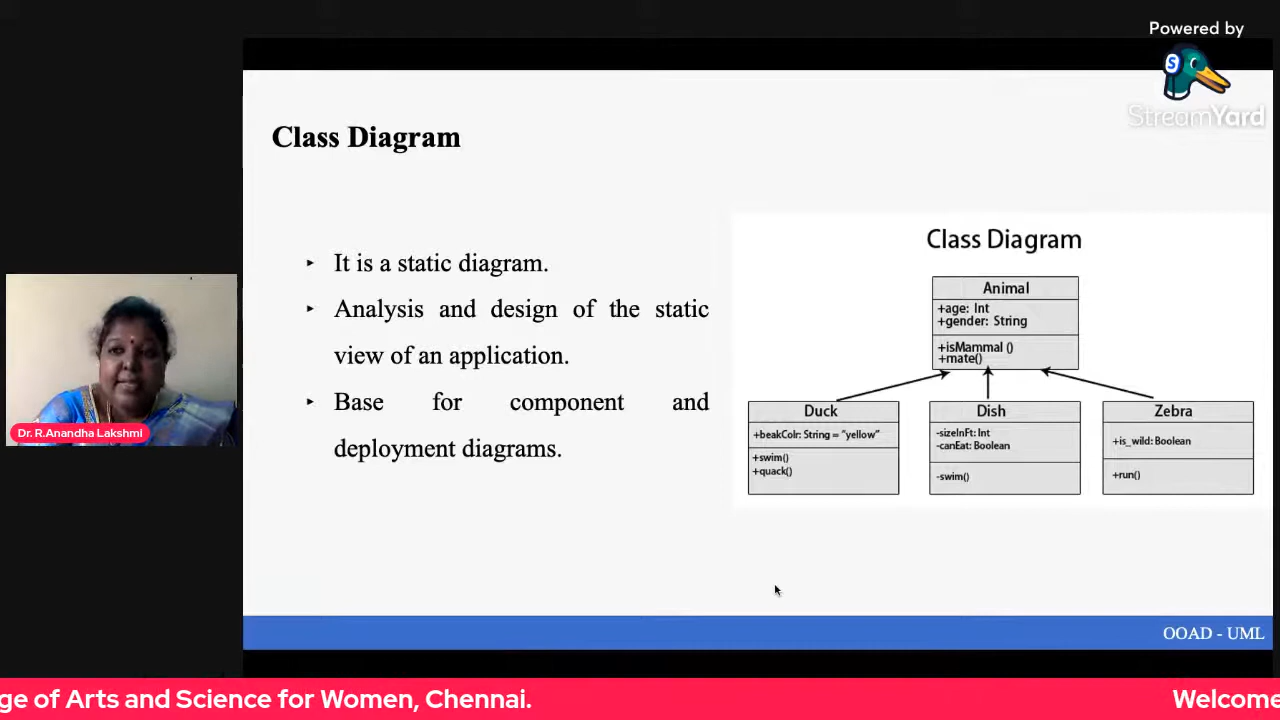 Powered by
S
StreamYard
Class Diagram
‣ It is a static diagram.
‣ Analysis and design of the static
view of an application.
‣ Base for component and
deployment diagrams.
Class Diagram
Animal
+age: Int
+gender: String
+isMammal ()
+mate()
Duck
+beakColr: String = "yellow"
+swim()
+quack()
Dish
-sizeInFt: Int
-canEat: Boolean
-swim()
Zebra
+is_wild: Boolean
+run()
Dr. R.Anandha Lakshmi
OOAD - UML
ge of Arts and Science for Women, Chennai.
Welcome